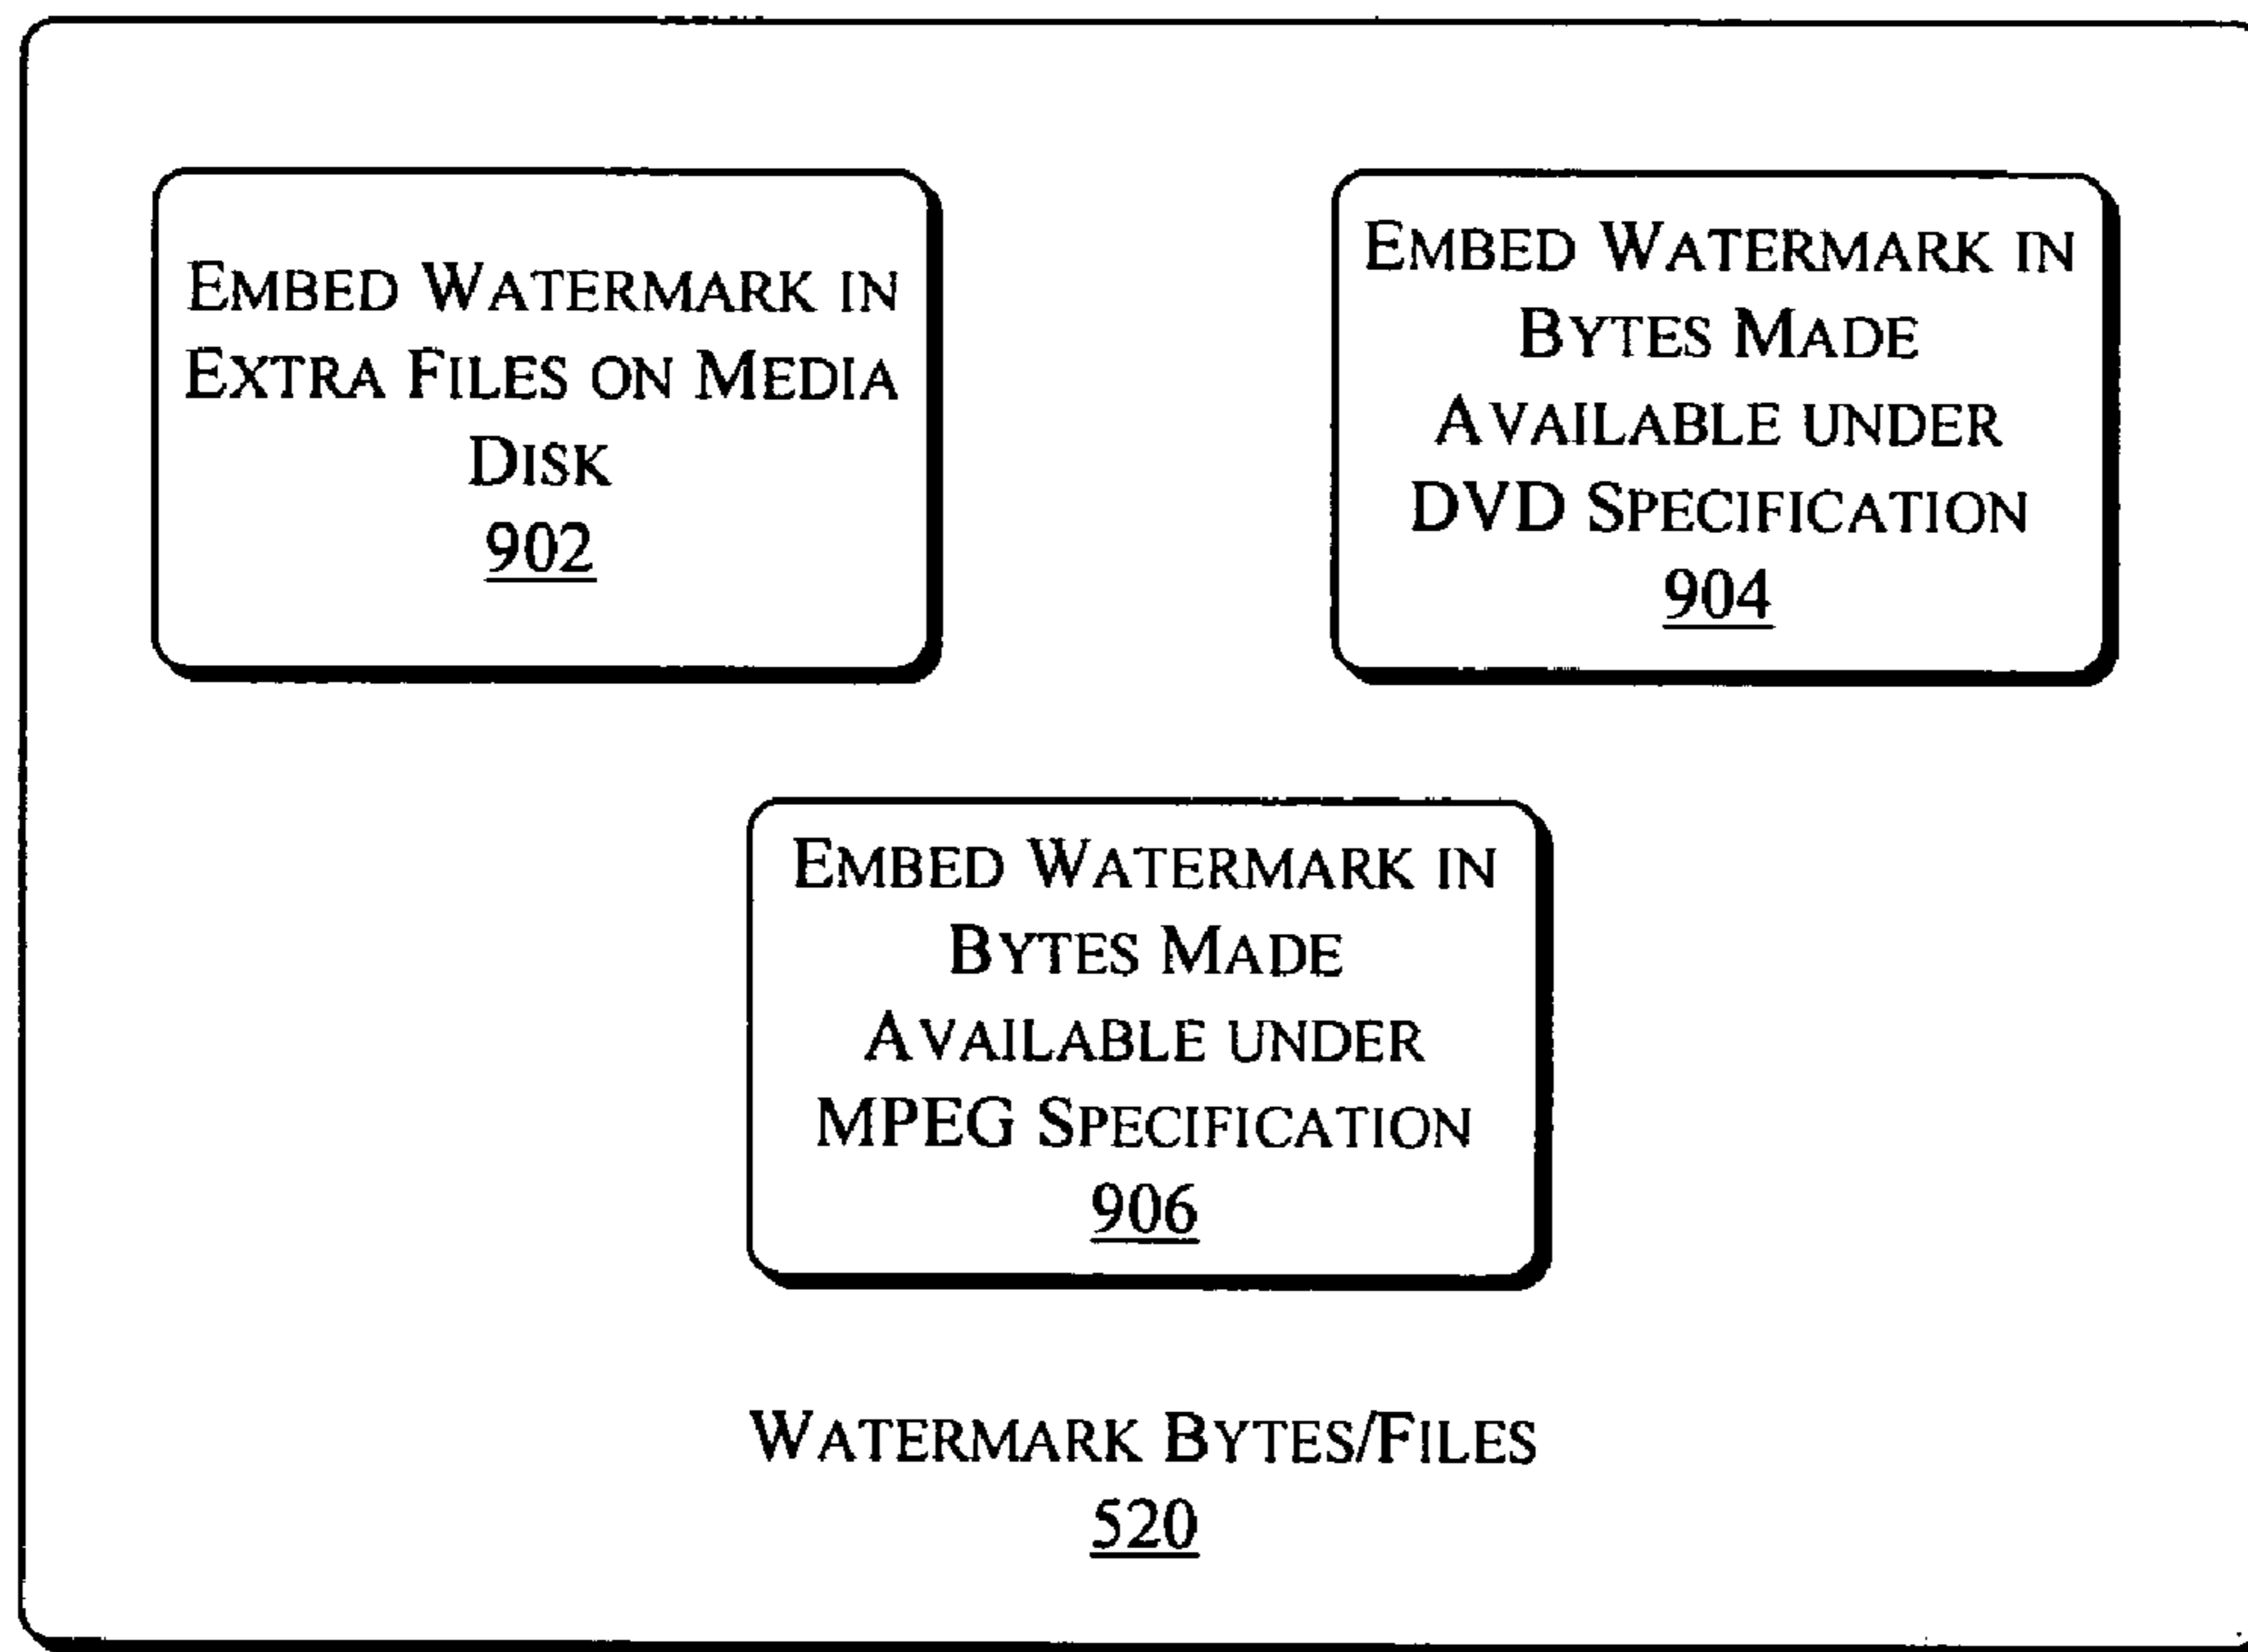 EMBED WATERMARK IN
EXTRA FILES ON MEDIA
DISK
902
EMBED WATERMARK IN
BYTES MADE
AVAILABLE UNDER
DVD SPECIFICATION
904
EMBED WATERMARK IN
BYTES MADE
AVAILABLE UNDER
MPEG SPECIFICATION
906
WATERMARK BYTES/FILES
520